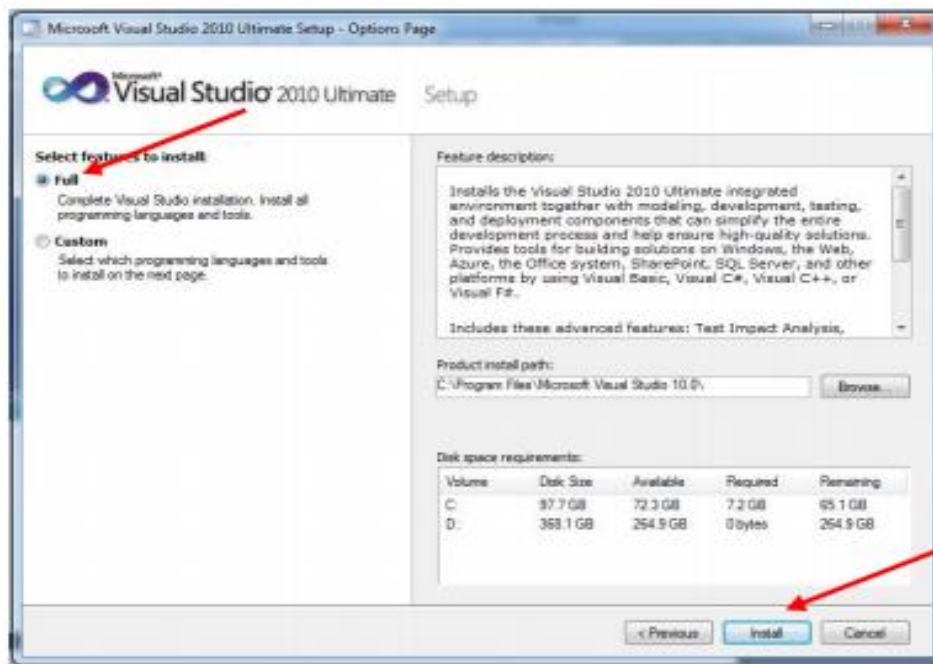 Microsoft Visual Studio 2010 Ultimate Setup - Options Page
Microsoft
Visual Studio 2010 Ultimate Setup
Select features to install:
Full
Complete Visual Studio installation. Install all
programming languages and tools.
Custom
Select which programming languages and tools
to install on the next page.
Feature description:
Installs the Visual Studio 2010 Ultimate integrated
environment together with modeling, development, testing,
and deployment components that can simplify the entire
development process and help ensure high-quality solutions.
Provides tools for building solutions on Windows, the Web,
Azure, the Office system, SharePoint, SQL Server, and other
platforms by using Visual Basic, Visual C#, Visual C++, or
Visual F#.
Includes these advanced features: Test Impact Analysis,
Product install path:
C:\Program Files\Microsoft Visual Studio 10.0\
Browse...
Disk space requirements:
Volume Disk Size Available Required Remaining
C: 97.7 GB 72.3 GB 7.2 GB 65.1 GB
D: 368.1 GB 264.9 GB 0 bytes 264.9 GB
< Previous Install Cancel